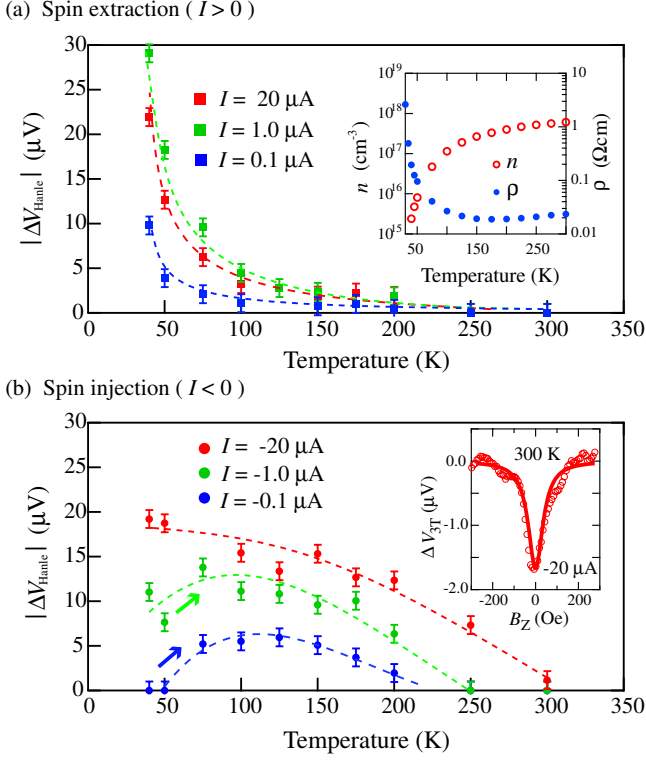 (a) Spin extraction ( I > 0 )
30
25
20
15
10
5
0
|ΔV_Hanle| (μV)
I = 20 μA
I = 1.0 μA
I = 0.1 μA
10^19
10^18
10^17
10^16
10^15
n (cm^-3)
10
1
0.1
0.01
ρ (Ωcm)
n
ρ
50 150 250
Temperature (K)
0 50 100 150 200 250 300 350
Temperature (K)
(b) Spin injection ( I < 0 )
30
25
20
15
10
5
0
|ΔV_Hanle| (μV)
I = -20 μA
I = -1.0 μA
I = -0.1 μA
0.0
-1.0
-2.0
ΔV_3T (μV)
300 K
-20 μA
-200 0 200
B_Z (Oe)
0 50 100 150 200 250 300 350
Temperature (K)